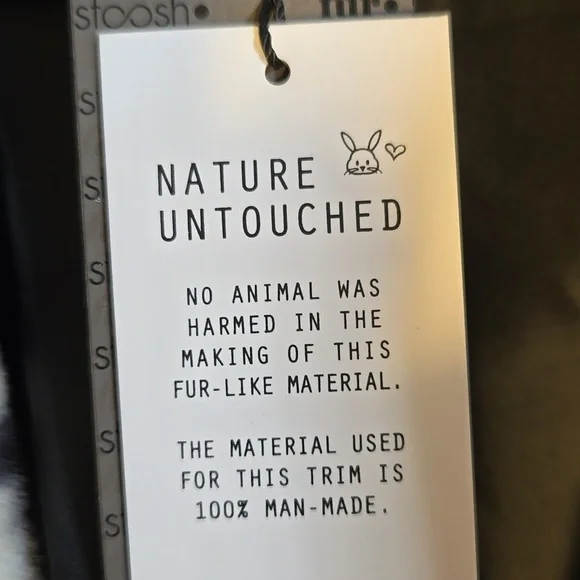 stoosh
fur
NATURE
UNTOUCHED
NO ANIMAL WAS
HARMED IN THE
MAKING OF THIS
FUR-LIKE MATERIAL.
THE MATERIAL USED
FOR THIS TRIM IS
100% MAN-MADE.